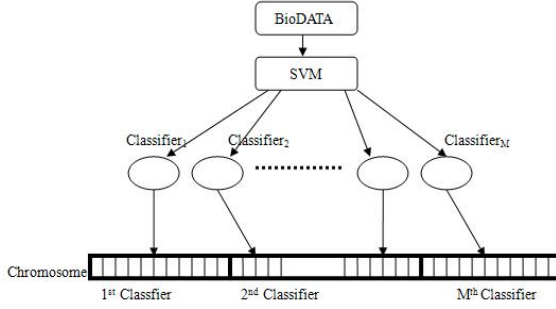 BioDATA
SVM
Classifier1 Classifier2 ClassifierM
Chromosome
1st Classfier 2nd Classifier Mth Classifier